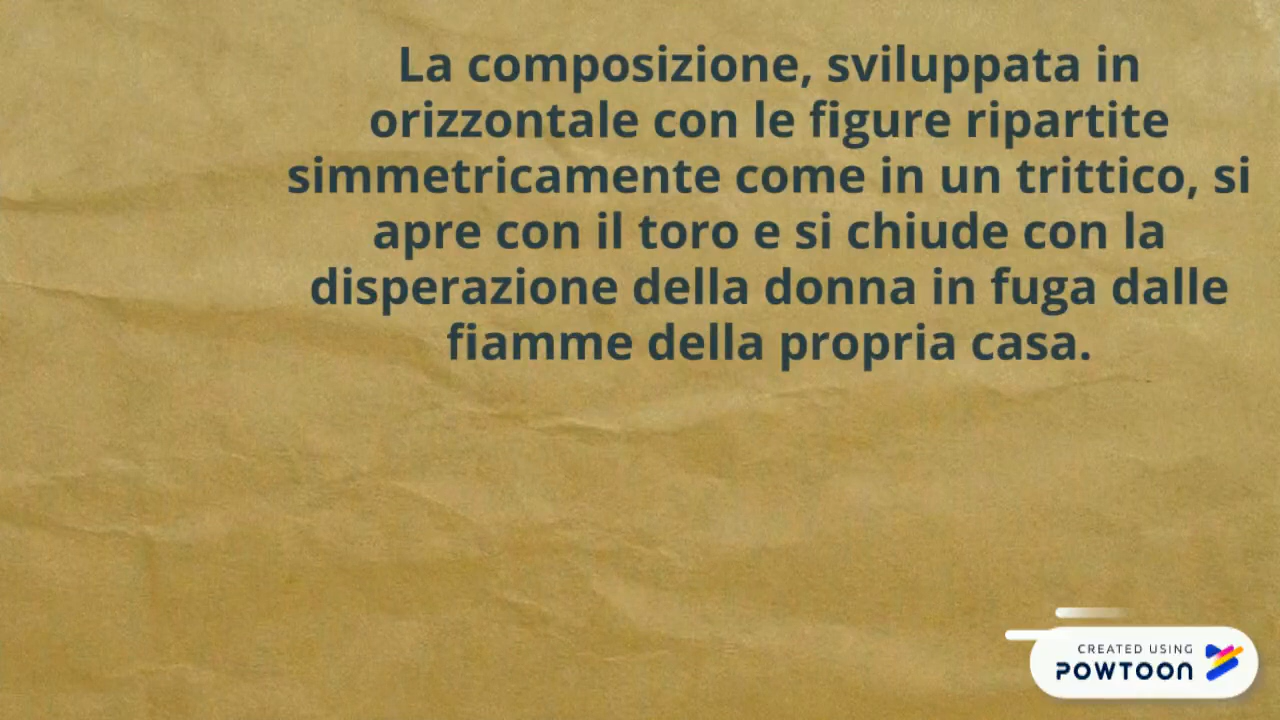 La composizione, sviluppata in
orizzontale con le figure ripartite
simmetricamente come in un trittico, si
apre con il toro e si chiude con la
disperazione della donna in fuga dalle
fiamme della propria casa.
CREATED USING
POWTOON